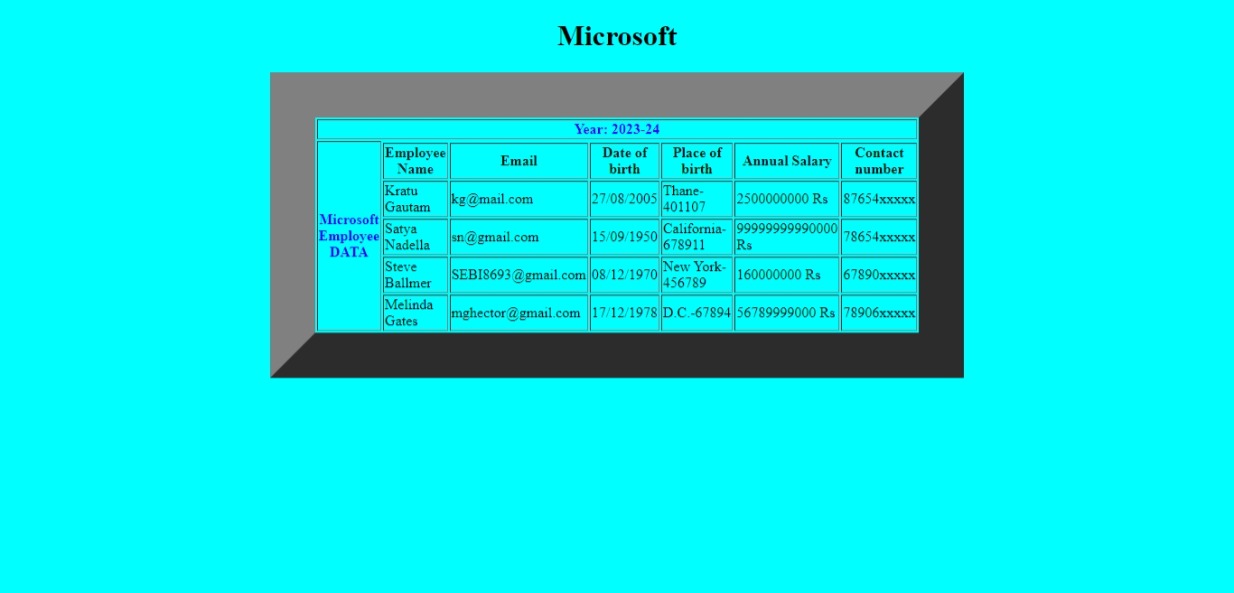 Microsoft
Year: 2023-24
Microsoft Employee DATA
Employee Name Email Date of birth Place of birth Annual Salary Contact number
Kratu Gautam kg@mail.com 27/08/2005 Thane-401107 2500000000 Rs 87654xxxxx
Satya Nadella sn@gmail.com 15/09/1950 California-678911 99999999990000 Rs 78654xxxxx
Steve Ballmer SEBI8693@gmail.com 08/12/1970 New York-456789 160000000 Rs 67890xxxxx
Melinda Gates mghector@gmail.com 17/12/1978 D.C.-67894 56789999000 Rs 78906xxxxx